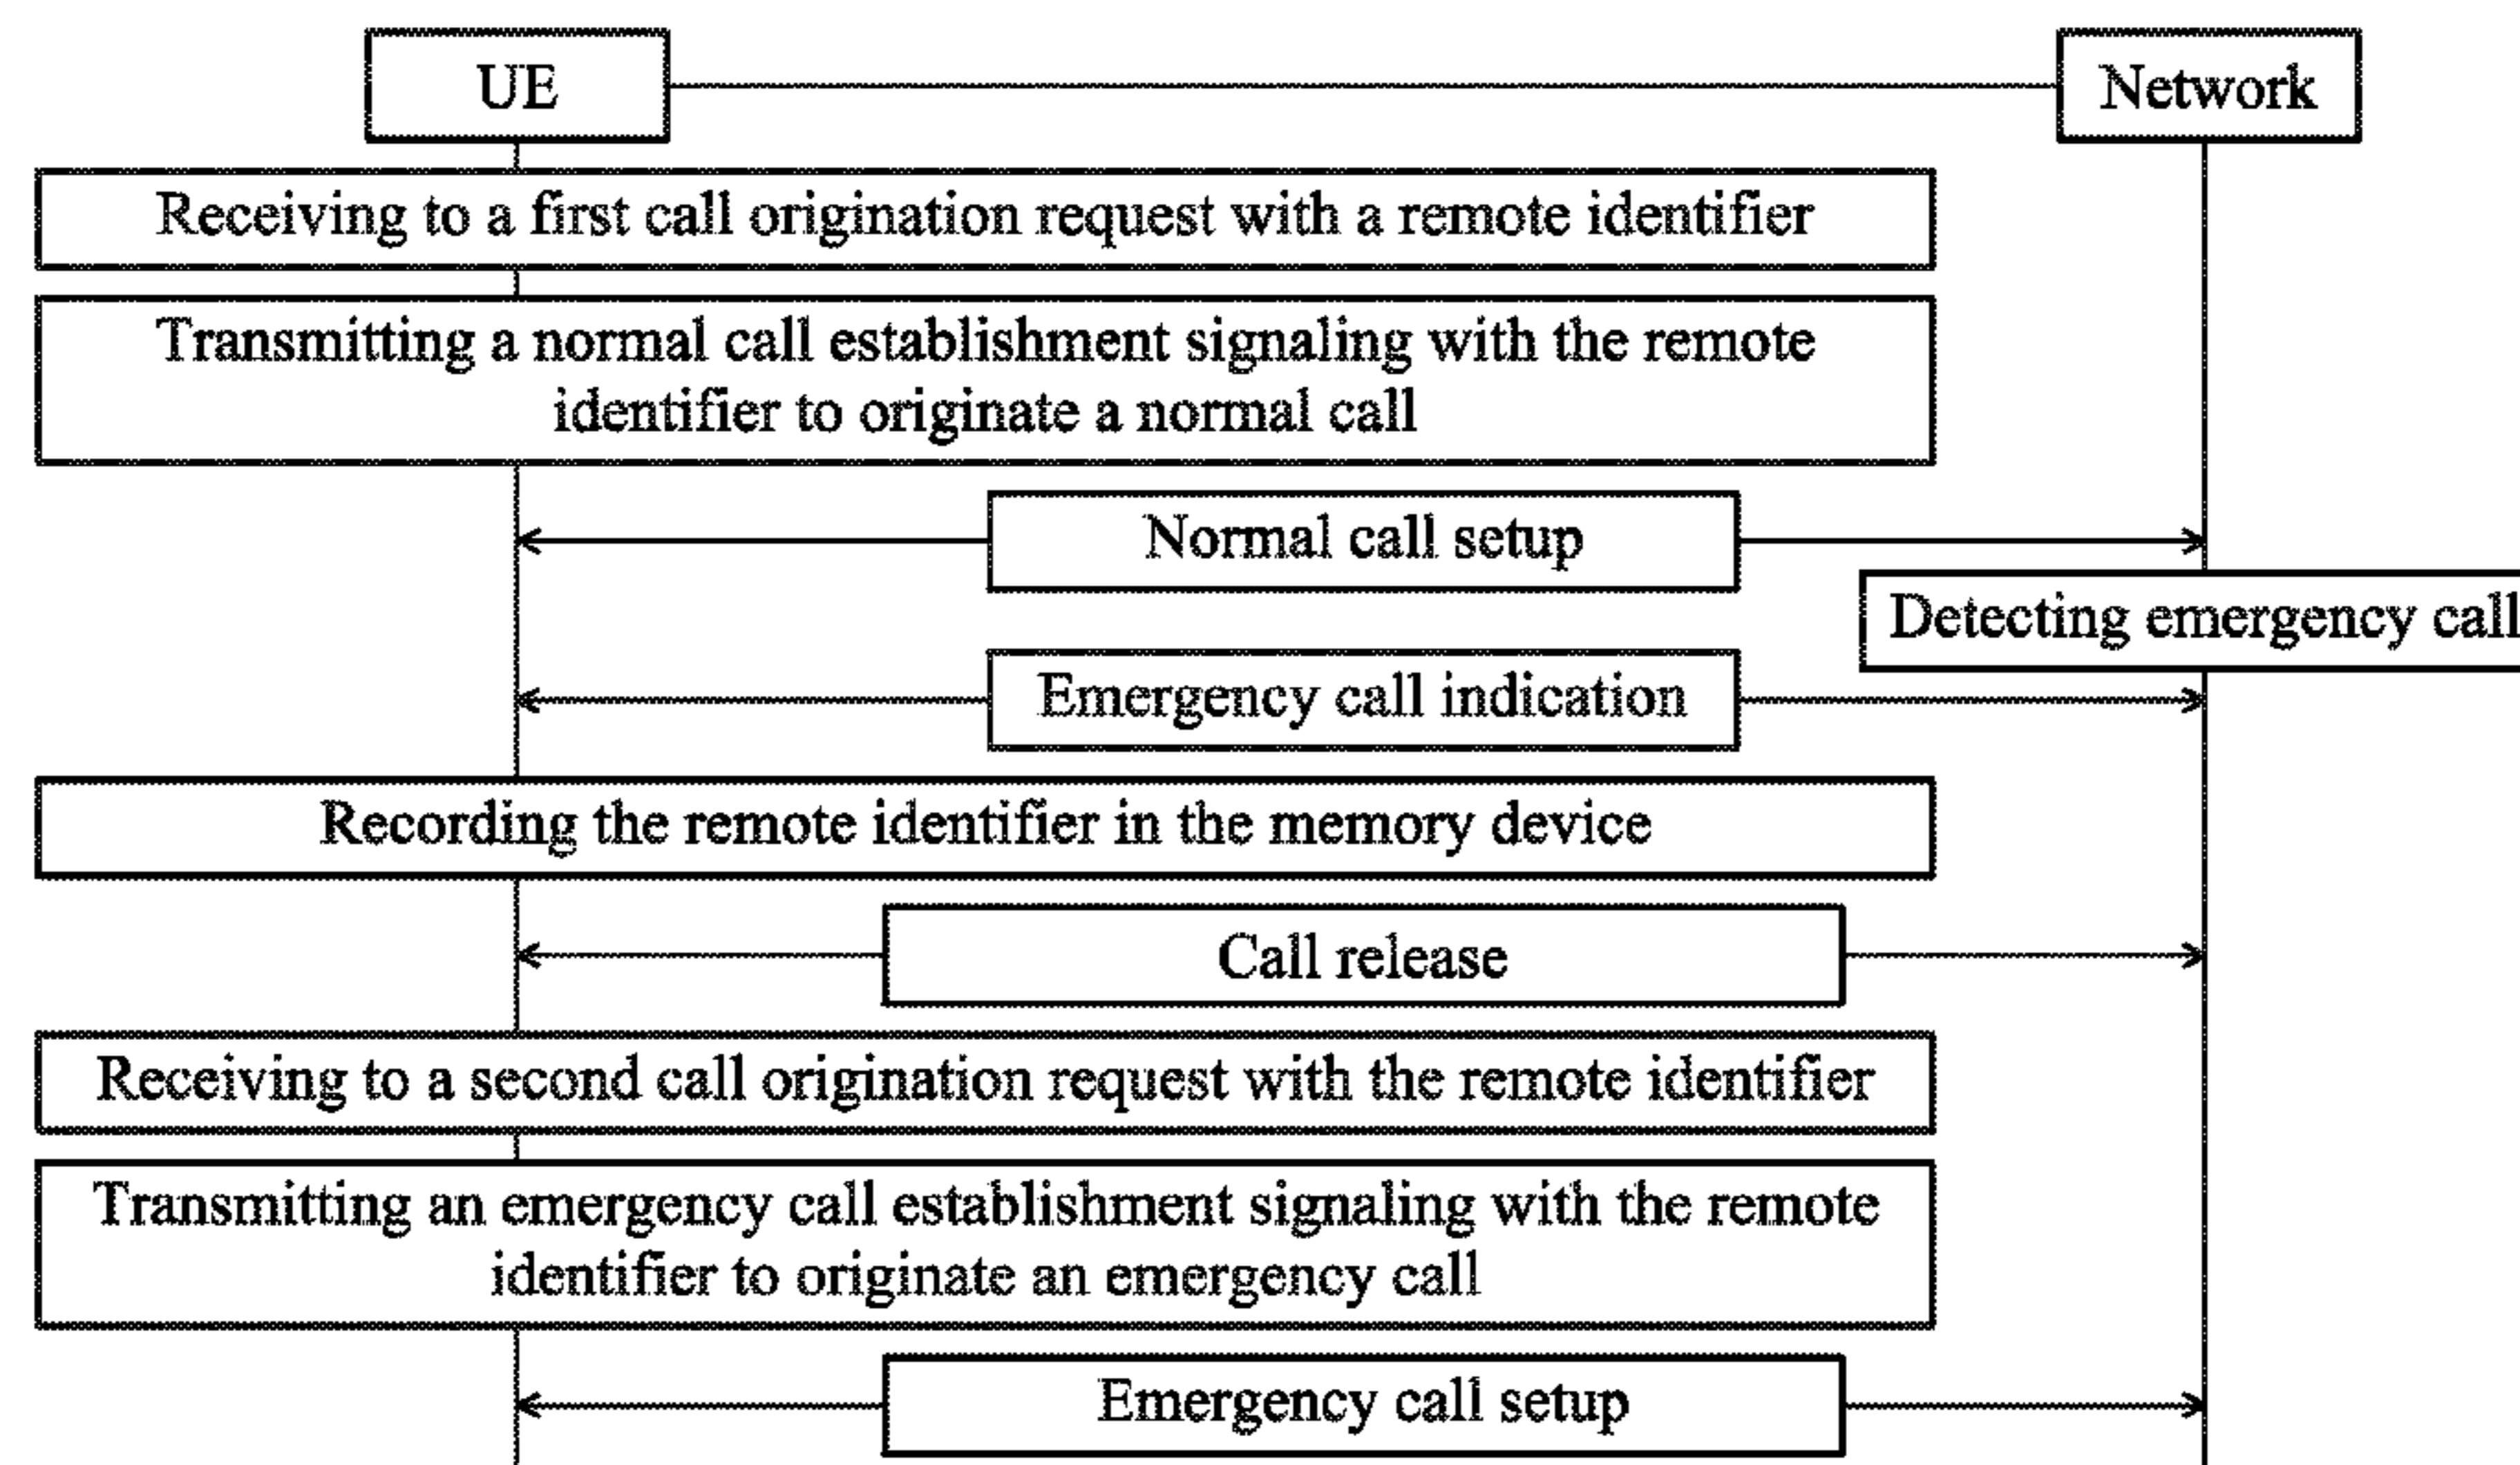 UE
Network
Receiving to a first call origination request with a remote identifier
Transmitting a normal call establishment signaling with the remote
identifier to originate a normal call
Normal call setup
Detecting emergency call
Emergency call indication
Recording the remote identifier in the memory device
Call release
Receiving to a second call origination request with the remote identifier
Transmitting an emergency call establishment signaling with the remote
identifier to originate an emergency call
Emergency call setup